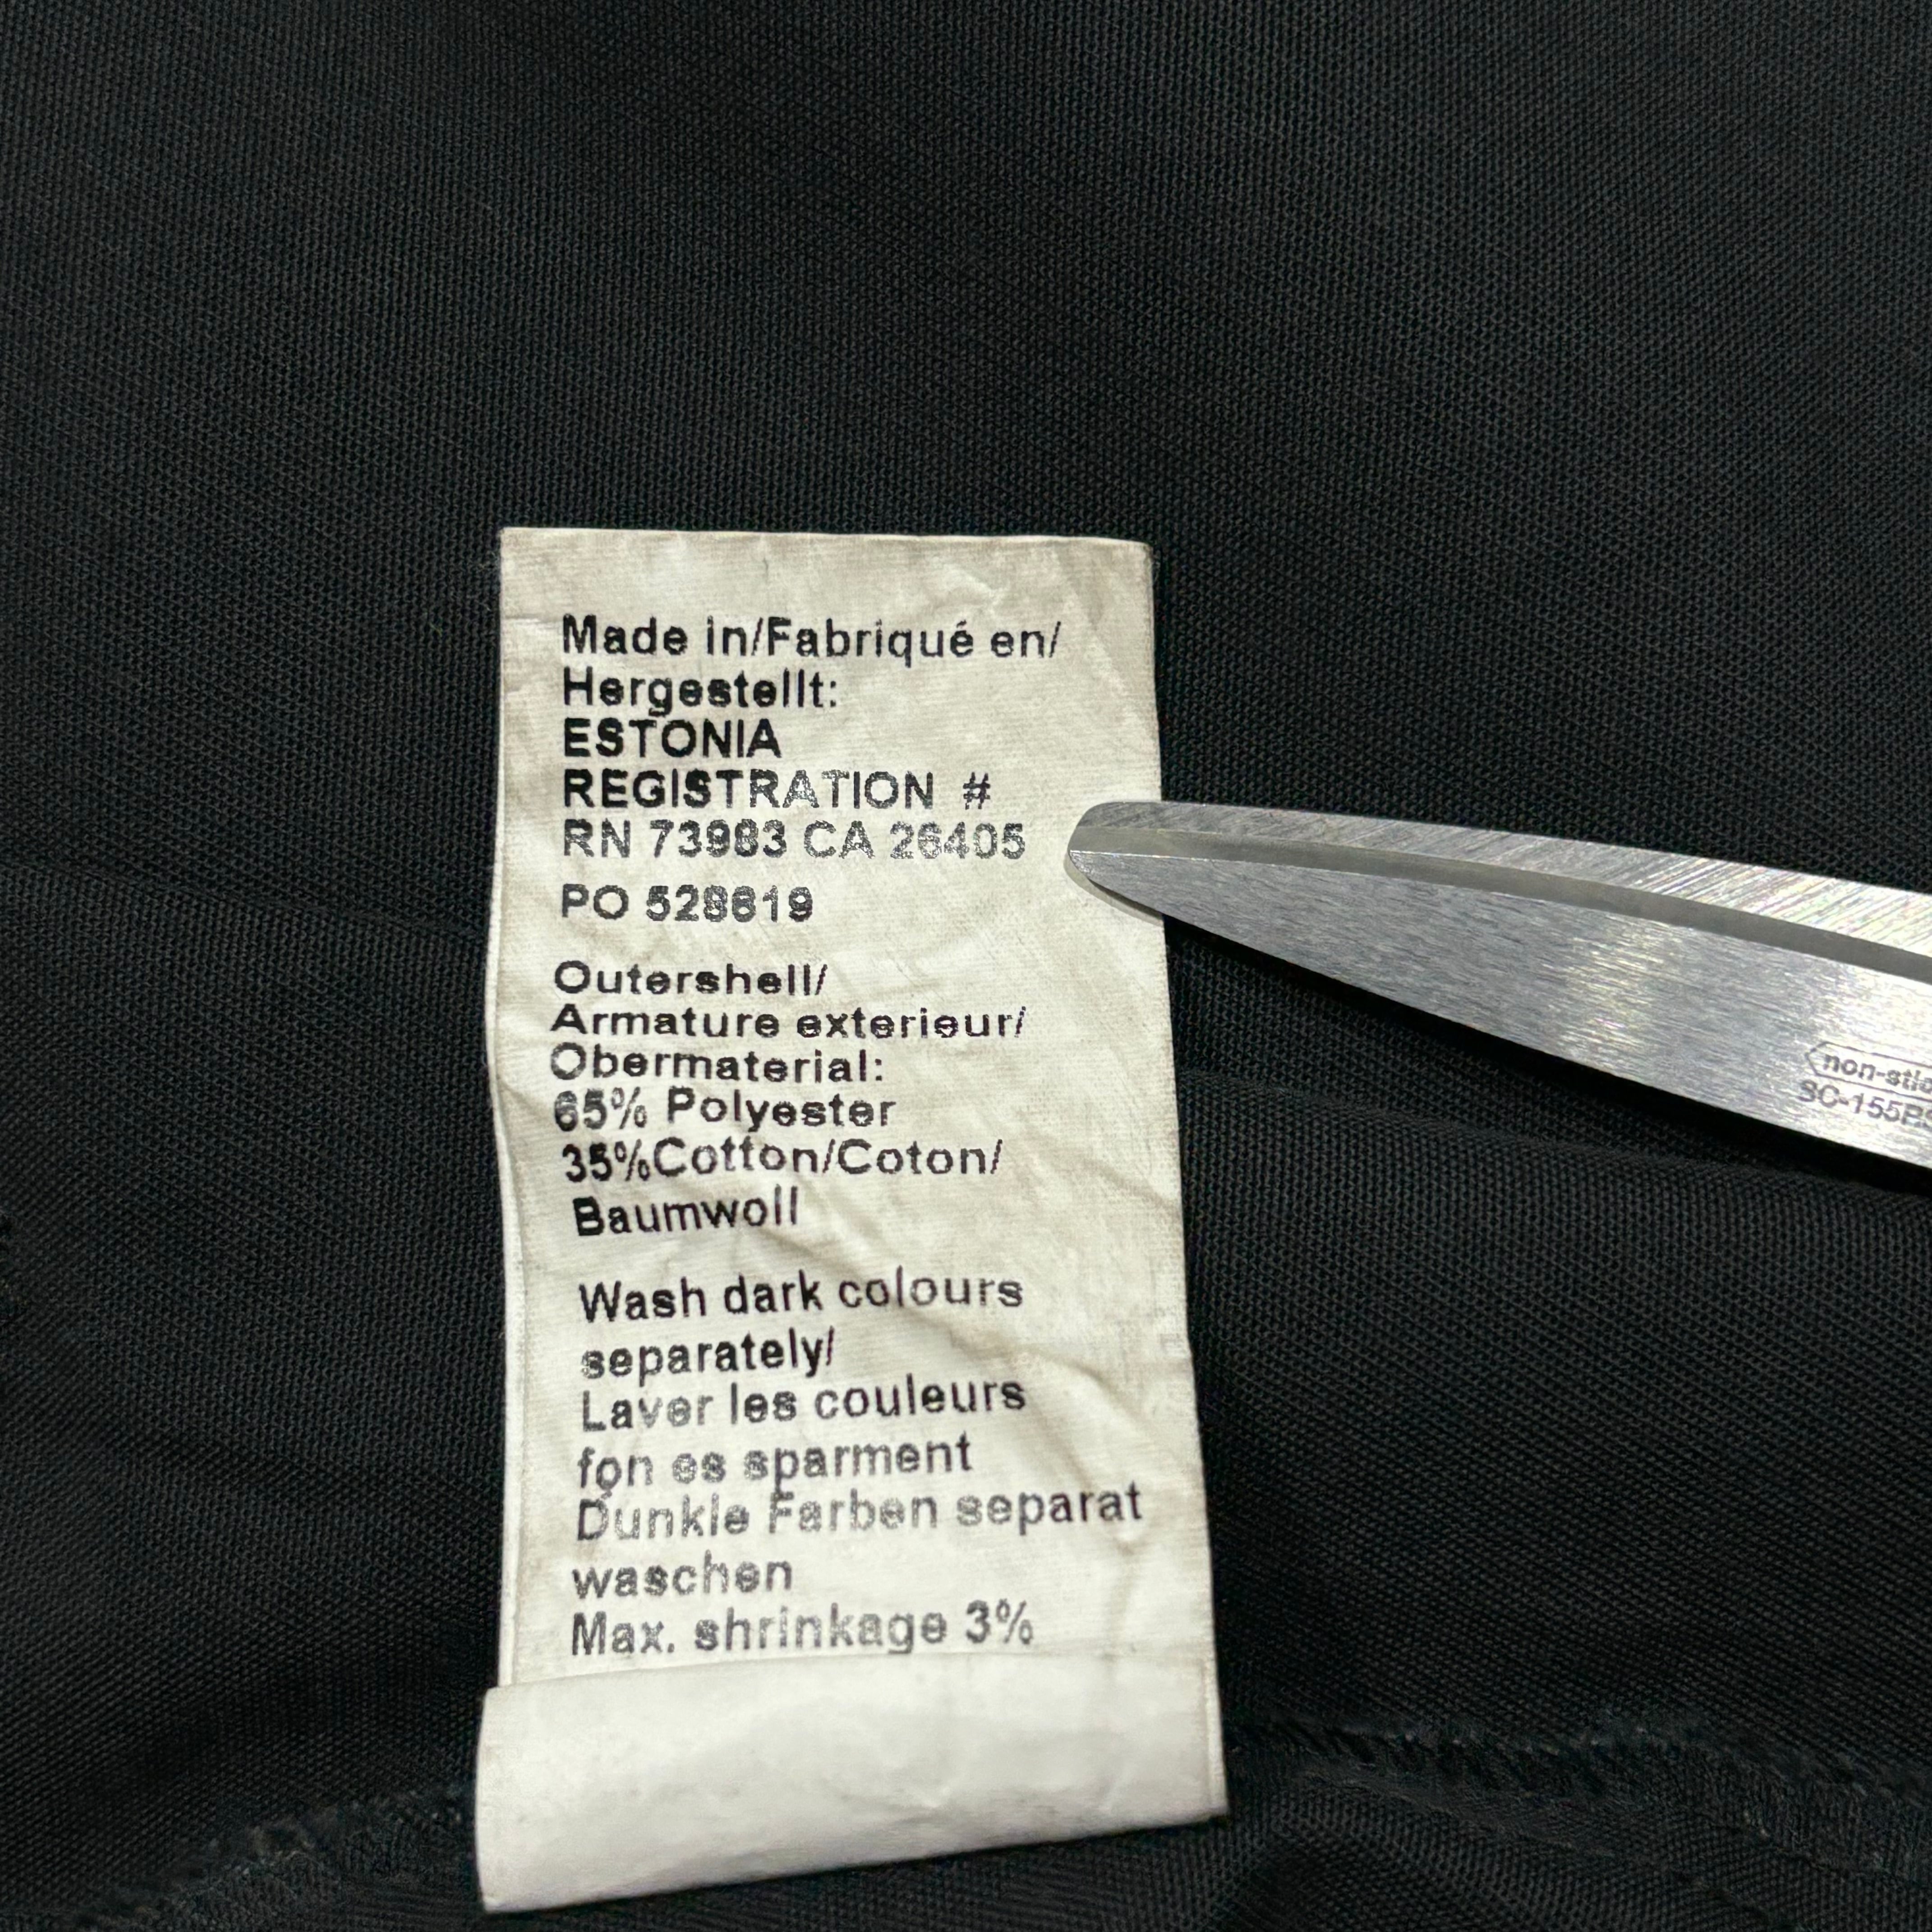 Made in/Fabriqué en/
Hergestellt:
ESTONIA
REGISTRATION #
RN 73983 CA 26405
PO 528619
Outershell/
Armature exterieur/
Obermaterial:
65% Polyester
35%Cotton/Coton/
Baumwoll
Wash dark colours
separately/
Laver les couleurs
fon es sparment
Dunkle Farben separat
waschen
Max. shrinkage 3%
non-stic
SC-155